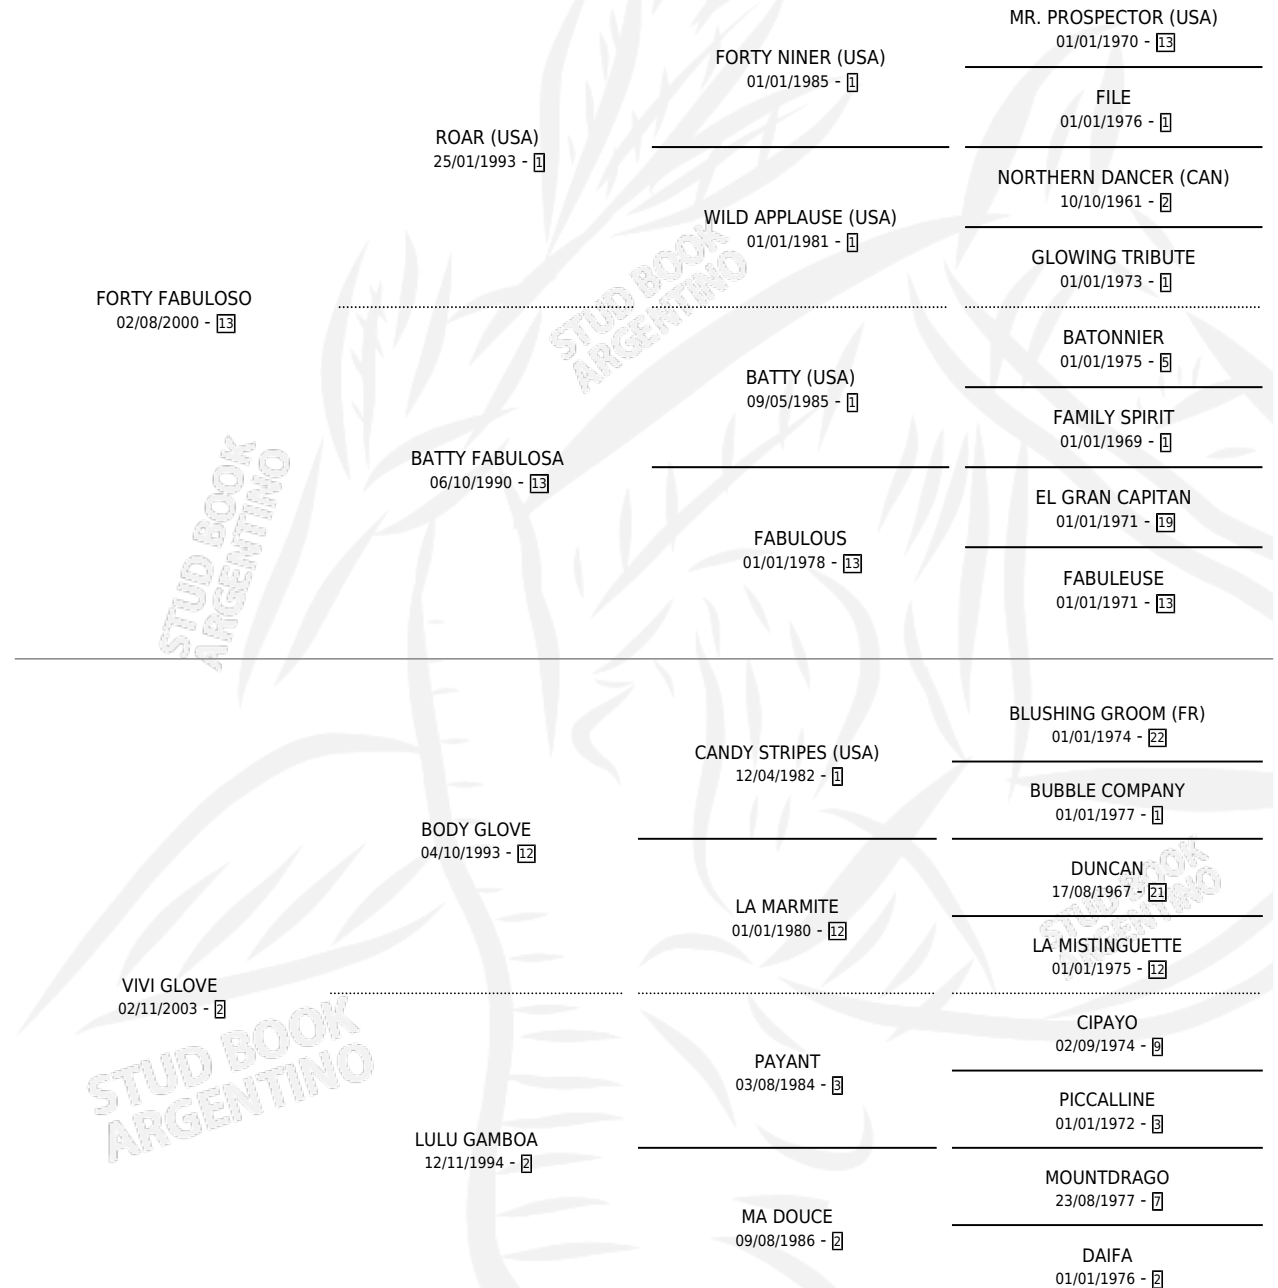 MR. PROSPECTOR (USA)
01/01/1970 - 13
FORTY NINER (USA)
01/01/1985 - 1
FILE
01/01/1976 - 1
ROAR (USA)
25/01/1993 - 1
NORTHERN DANCER (CAN)
10/10/1961 - 2
WILD APPLAUSE (USA)
01/01/1981 - 1
GLOWING TRIBUTE
01/01/1973 - 1
FORTY FABULOSO
02/08/2000 - 13
BATONNIER
01/01/1975 - 5
BATTY (USA)
09/05/1985 - 1
FAMILY SPIRIT
01/01/1969 - 1
BATTY FABULOSA
06/10/1990 - 13
EL GRAN CAPITAN
01/01/1971 - 19
FABULOUS
01/01/1978 - 13
FABULEUSE
01/01/1971 - 13
BLUSHING GROOM (FR)
01/01/1974 - 22
CANDY STRIPES (USA)
12/04/1982 - 1
BUBBLE COMPANY
01/01/1977 - 1
BODY GLOVE
04/10/1993 - 12
DUNCAN
17/08/1967 - 21
LA MARMITE
01/01/1980 - 12
LA MISTINGUETTE
01/01/1975 - 12
VIVI GLOVE
02/11/2003 - 2
CIPAYO
02/09/1974 - 9
PAYANT
03/08/1984 - 3
PICCALLINE
01/01/1972 - 3
LULU GAMBOA
12/11/1994 - 2
MOUNTDRAGO
23/08/1977 - 7
MA DOUCE
09/08/1986 - 2
DAIFA
01/01/1976 - 2
STUD BOOK
ARGENTINO
STUD BOOK
ARGENTINO
STUD BOOK
ARGENTINO
STUD BOOK
ARGENTINO